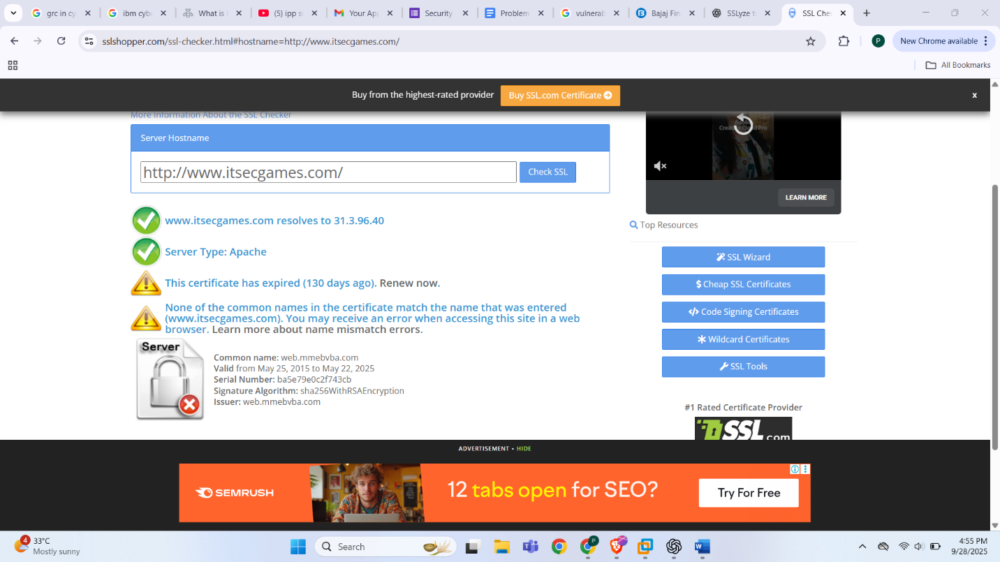 grc in cy
ibm cybe
What is I
(5) ipp se
Your App
Security
Problem
vulnerab
Bajaj Fin
SSLyze t
SSL Chec
sslshopper.com/ssl-checker.html#hostname=http://www.itsecgames.com/
P
New Chrome available
All Bookmarks
Buy from the highest-rated provider
Buy SSL.com Certificate
x
More Information About the SSL Checker
Server Hostname
http://www.itsecgames.com/
Check SSL
www.itsecgames.com resolves to 31.3.96.40
Server Type: Apache
This certificate has expired (130 days ago). Renew now.
None of the common names in the certificate match the name that was entered
(www.itsecgames.com). You may receive an error when accessing this site in a web
browser. Learn more about name mismatch errors.
Server
Common name: web.mmebvba.com
Valid from May 25, 2015 to May 22, 2025
Serial Number: ba5e79e0c2f743cb
Signature Algorithm: sha256WithRSAEncryption
Issuer: web.mmebvba.com
Adobe
Creative Cloud Pro
LEARN MORE
Top Resources
SSL Wizard
$ Cheap SSL Certificates
Code Signing Certificates
Wildcard Certificates
SSL Tools
#1 Rated Certificate Provider
SSL.com
ADVERTISEMENT • HIDE
SEMRUSH
12 tabs open for SEO?
Try For Free
4
33°C
Mostly sunny
Search
P
4:55 PM
9/28/2025